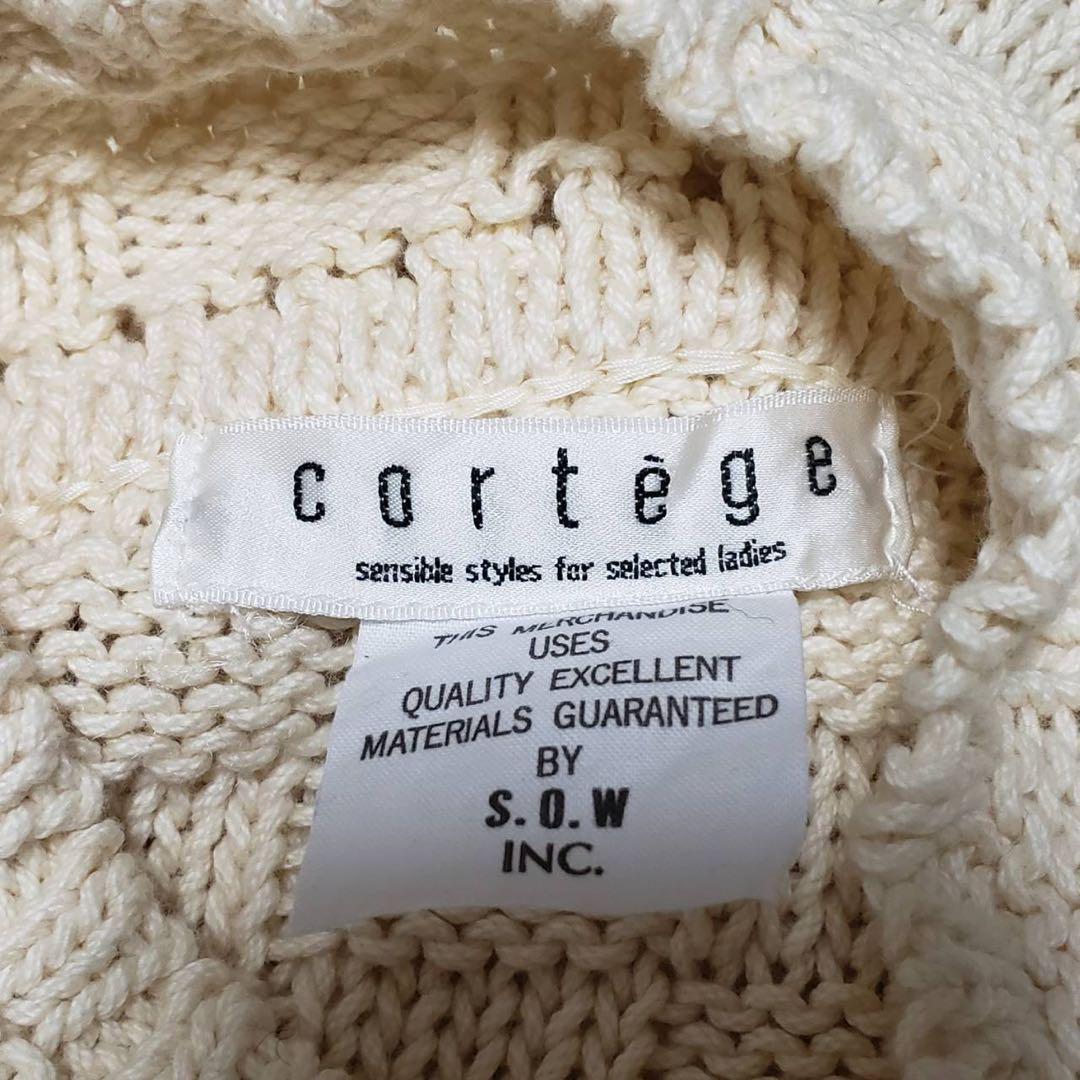 cortège
sensible styles for selected ladies
THIS MERCHANDISE
USES
QUALITY EXCELLENT
MATERIALS GUARANTEED
BY
S.O.W
INC.